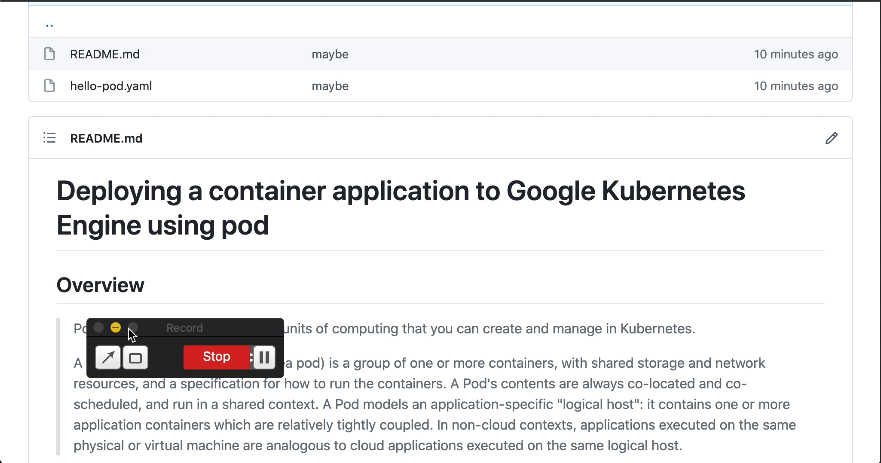 ..
README.md maybe 10 minutes ago
hello-pod.yaml maybe 10 minutes ago
README.md
Deploying a container application to Google Kubernetes
Engine using pod
Overview
units of computing that you can create and manage in Kubernetes.
Record
Stop
A pod) is a group of one or more containers, with shared storage and network
resources, and a specification for how to run the containers. A Pod's contents are always co-located and co-
scheduled, and run in a shared context. A Pod models an application-specific "logical host": it contains one or more
application containers which are relatively tightly coupled. In non-cloud contexts, applications executed on the same
physical or virtual machine are analogous to cloud applications executed on the same logical host.